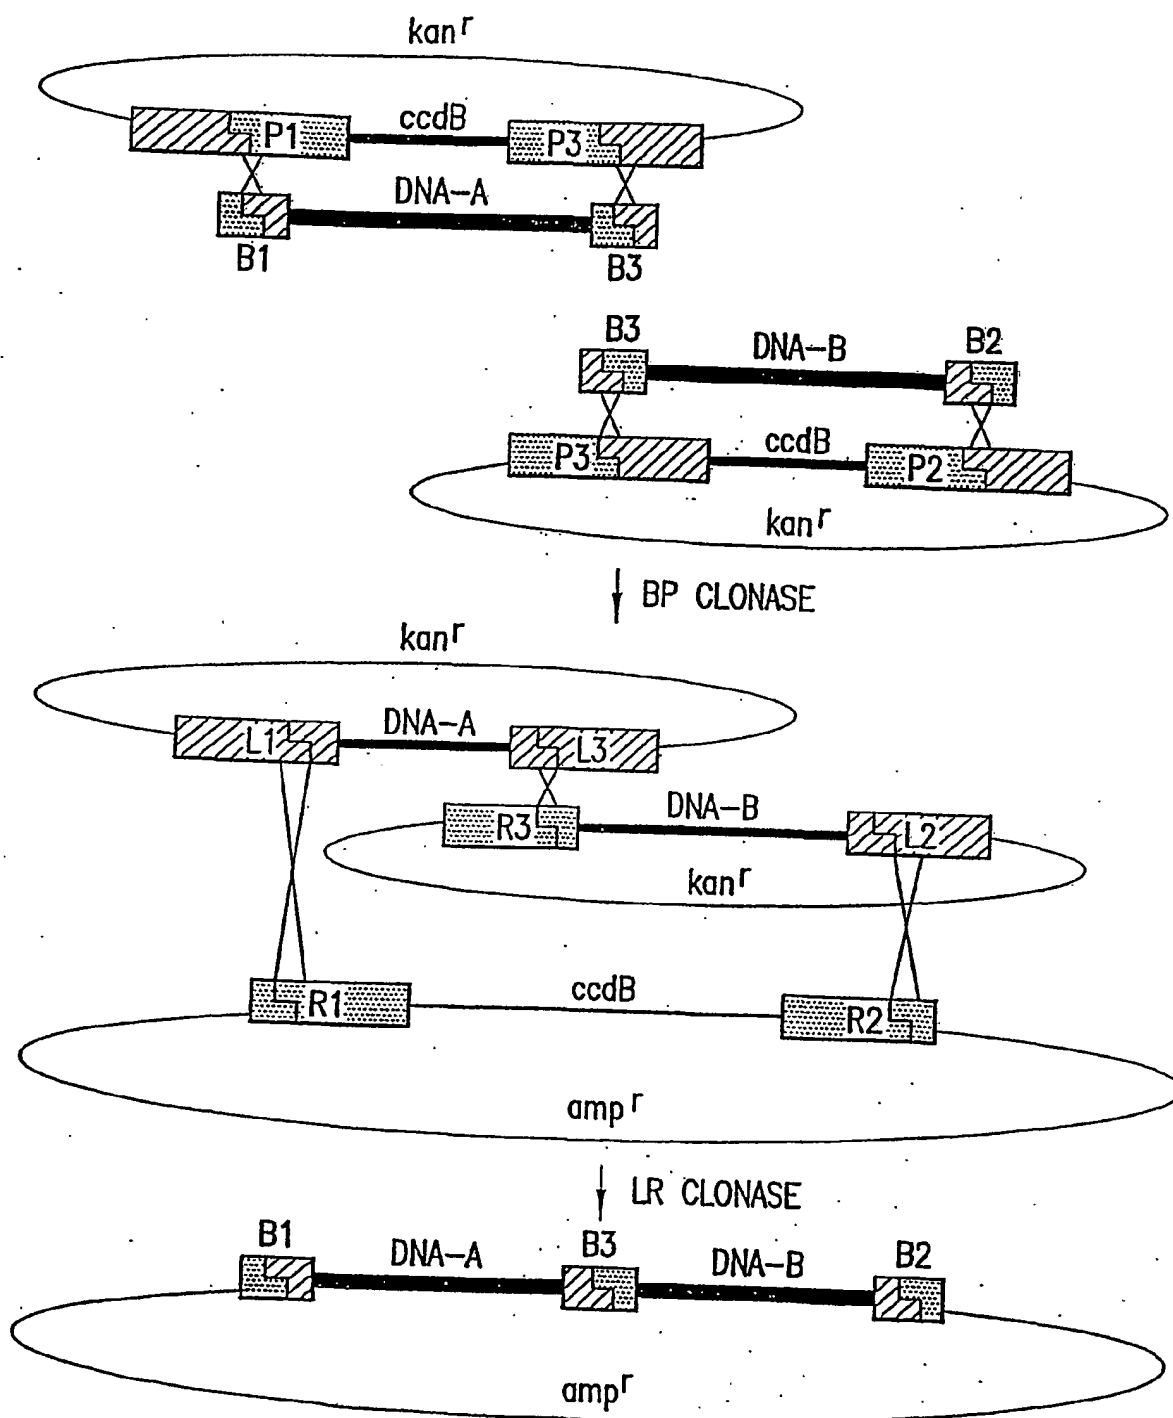 kanʳ
ccdB
P1
P3
DNA-A
B1
B3
B3
DNA-B
B2
ccdB
P3
P2
kanʳ
BP CLONASE
kanʳ
DNA-A
L1
L3
DNA-B
R3
L2
kanʳ
ccdB
R1
R2
ampʳ
LR CLONASE
B1
DNA-A
B3
DNA-B
B2
ampʳ